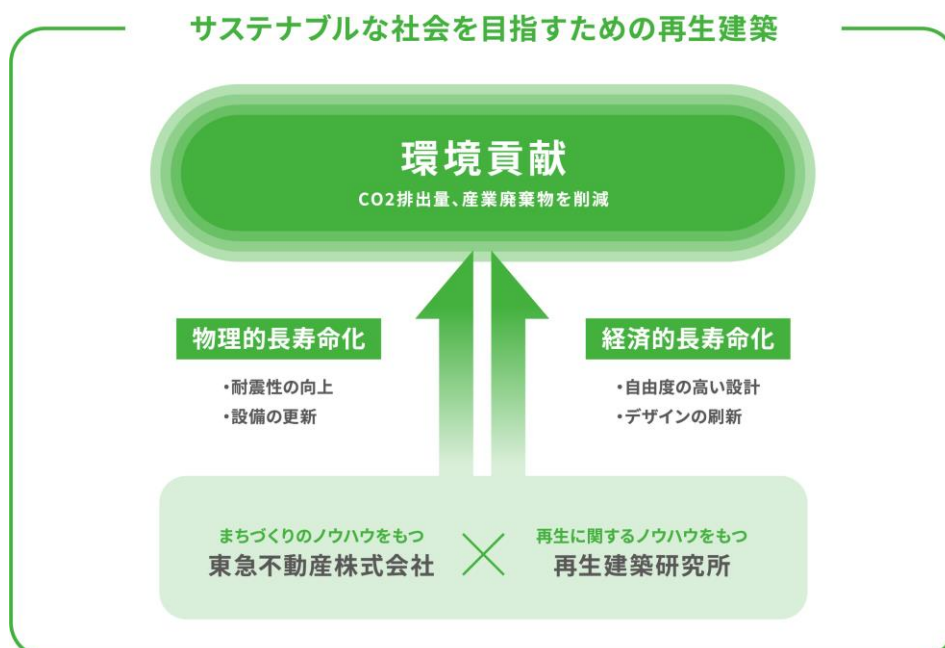 サステナブルな社会を目指すための再生建築
環境貢献
CO2排出量、産業廃棄物を削減
物理的長寿命化
・耐震性の向上
・設備の更新
経済的長寿命化
・自由度の高い設計
・デザインの刷新
まちづくりのノウハウをもつ
東急不動産株式会社
×
再生に関するノウハウをもつ
再生建築研究所